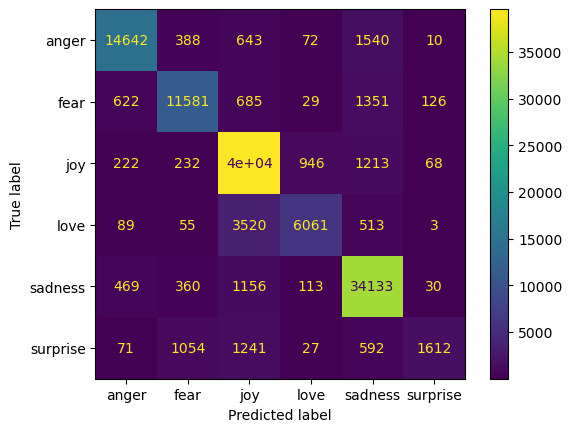 anger 14642 388 643 72 1540 10
fear 622 11581 685 29 1351 126
joy 222 232 4e+04 946 1213 68
love 89 55 3520 6061 513 3
sadness 469 360 1156 113 34133 30
surprise 71 1054 1241 27 592 1612
anger fear joy love sadness surprise
Predicted label
True label
35000
30000
25000
20000
15000
10000
5000